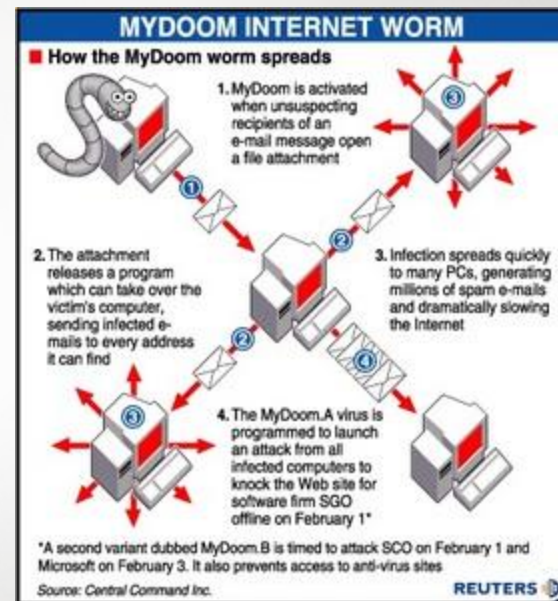 MYDOOM INTERNET WORM
How the MyDoom worm spreads
1. MyDoom is activated
when unsuspecting
recipients of an
e-mail message open
a file attachment
3
1
2
2. The attachment
releases a program
which can take over the
victim's computer,
sending infected e-
mails to every address
it can find
3. Infection spreads quickly
to many PCs, generating
millions of spam e-mails
and dramatically slowing
the Internet
2
4
3
4. The MyDoom.A virus is
programmed to launch
an attack from all
infected computers to
knock the Web site for
software firm SGO
offline on February 1*
*A second variant dubbed MyDoom.B is timed to attack SCO on February 1 and
Microsoft on February 3. It also prevents access to anti-virus sites
Source: Central Command Inc.
REUTERS